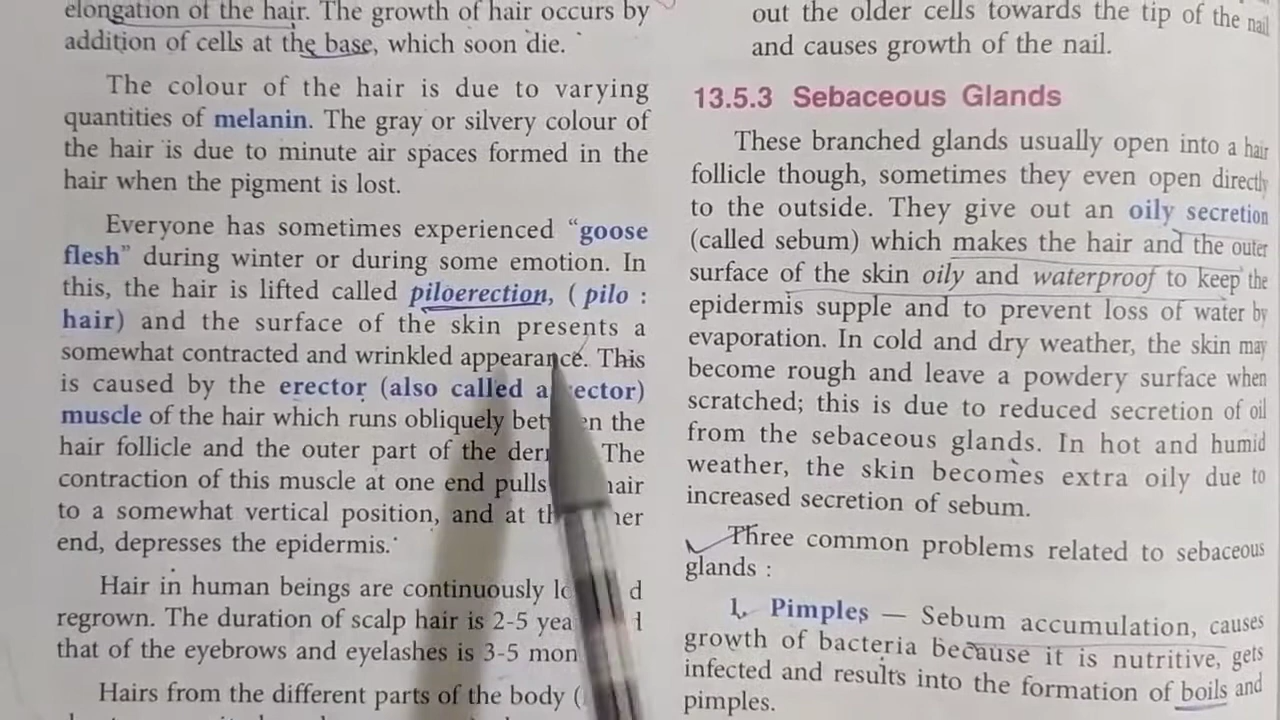 elongation of the hair. The growth of hair occurs by
addition of cells at the base, which soon die.
The colour of the hair is due to varying
quantities of melanin. The gray or silvery colour of
the hair is due to minute air spaces formed in the
hair when the pigment is lost.
Everyone has sometimes experienced “goose
flesh” during winter or during some emotion. In
this, the hair is lifted called piloerection, ( pilo :
hair) and the surface of the skin presents a
somewhat contracted and wrinkled appearance. This
is caused by the erector (also called
muscle of the hair which runs obliquely the
hair follicle and the outer part of the The
contraction of this muscle at one end pulls hair
to a somewhat vertical position, and at
end, depresses the epidermis.
Hair in human beings are continuously
regrown. The duration of scalp hair is 2-5
that of the eyebrows and eyelashes is 3-5
Hairs from the different parts of the body (
out the older cells towards the tip of the nail
and causes growth of the nail.
13.5.3 Sebaceous Glands
These branched glands usually open into a hair
follicle though, sometimes they even open directly
to the outside. They give out an oily secretion
(called sebum) which makes the hair and the outer
surface of the skin oily and waterproof to keep the
epidermis supple and to prevent loss of water by
evaporation. In cold and dry weather, the skin may
become rough and leave a powdery surface when
scratched; this is due to reduced secretion of oil
from the sebaceous glands. In hot and humid
weather, the skin becomes extra oily due to
increased secretion of sebum.
Three common problems related to sebaceous
glands :
1. Pimples — Sebum accumulation, causes
growth of bacteria because it is nutritive, gets
infected and results into the formation of boils and
pimples.